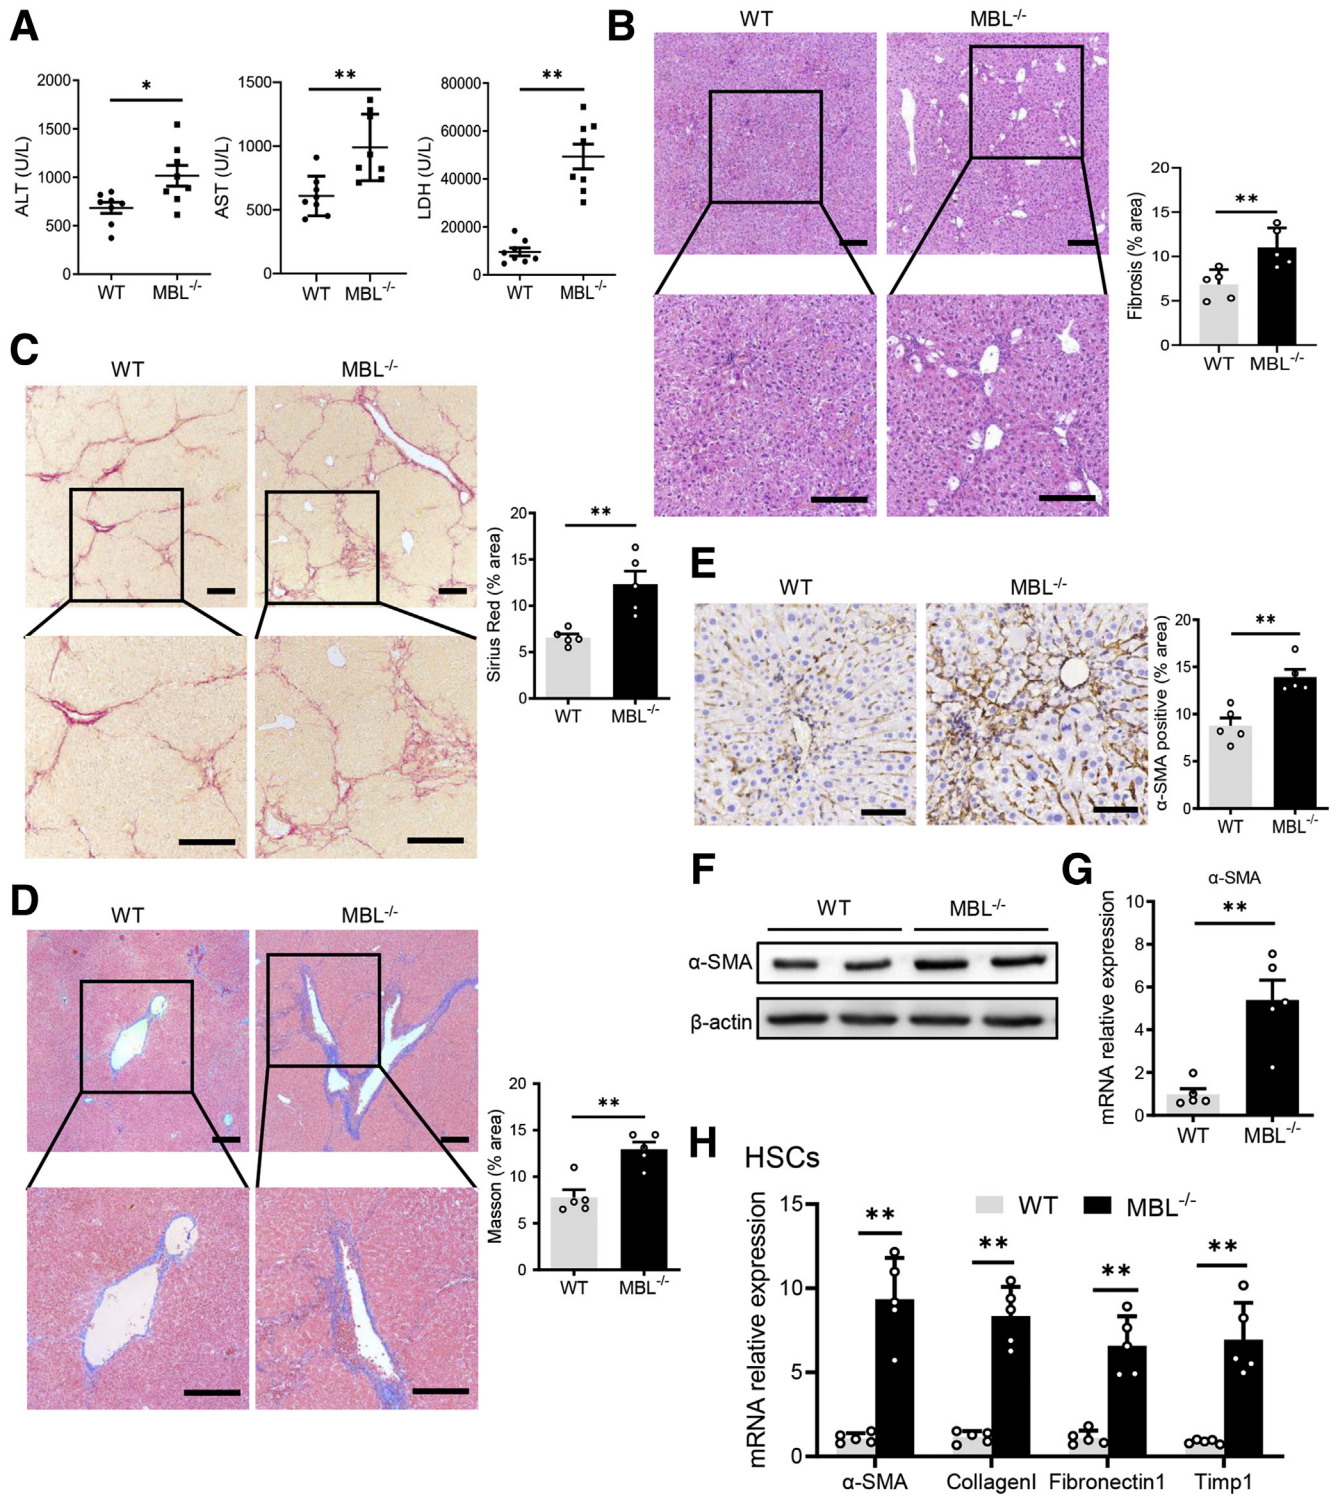 A
ALT (U/L)
2000
1500
1000
500
0
*
WT
MBL-/-
AST (U/L)
1500
1000
500
0
**
WT
MBL-/-
LDH (U/L)
80000
60000
40000
20000
0
**
WT
MBL-/-
B
WT
MBL-/-
Fibrosis (% area)
20
15
10
5
0
**
WT
MBL-/-
C
WT
MBL-/-
Sirius Red (% area)
20
15
10
5
0
**
WT
MBL-/-
D
WT
MBL-/-
Masson (% area)
20
15
10
5
0
**
WT
MBL-/-
E
WT
MBL-/-
α-SMA positive (% area)
20
15
10
5
0
**
WT
MBL-/-
F
WT
MBL-/-
α-SMA
β-actin
G
α-SMA
mRNA relative expression
10
8
6
4
2
0
**
WT
MBL-/-
H
HSCs
WT
MBL-/-
mRNA relative expression
15
10
5
0
**
**
**
**
α-SMA
CollagenI
Fibronectin1
Timp1